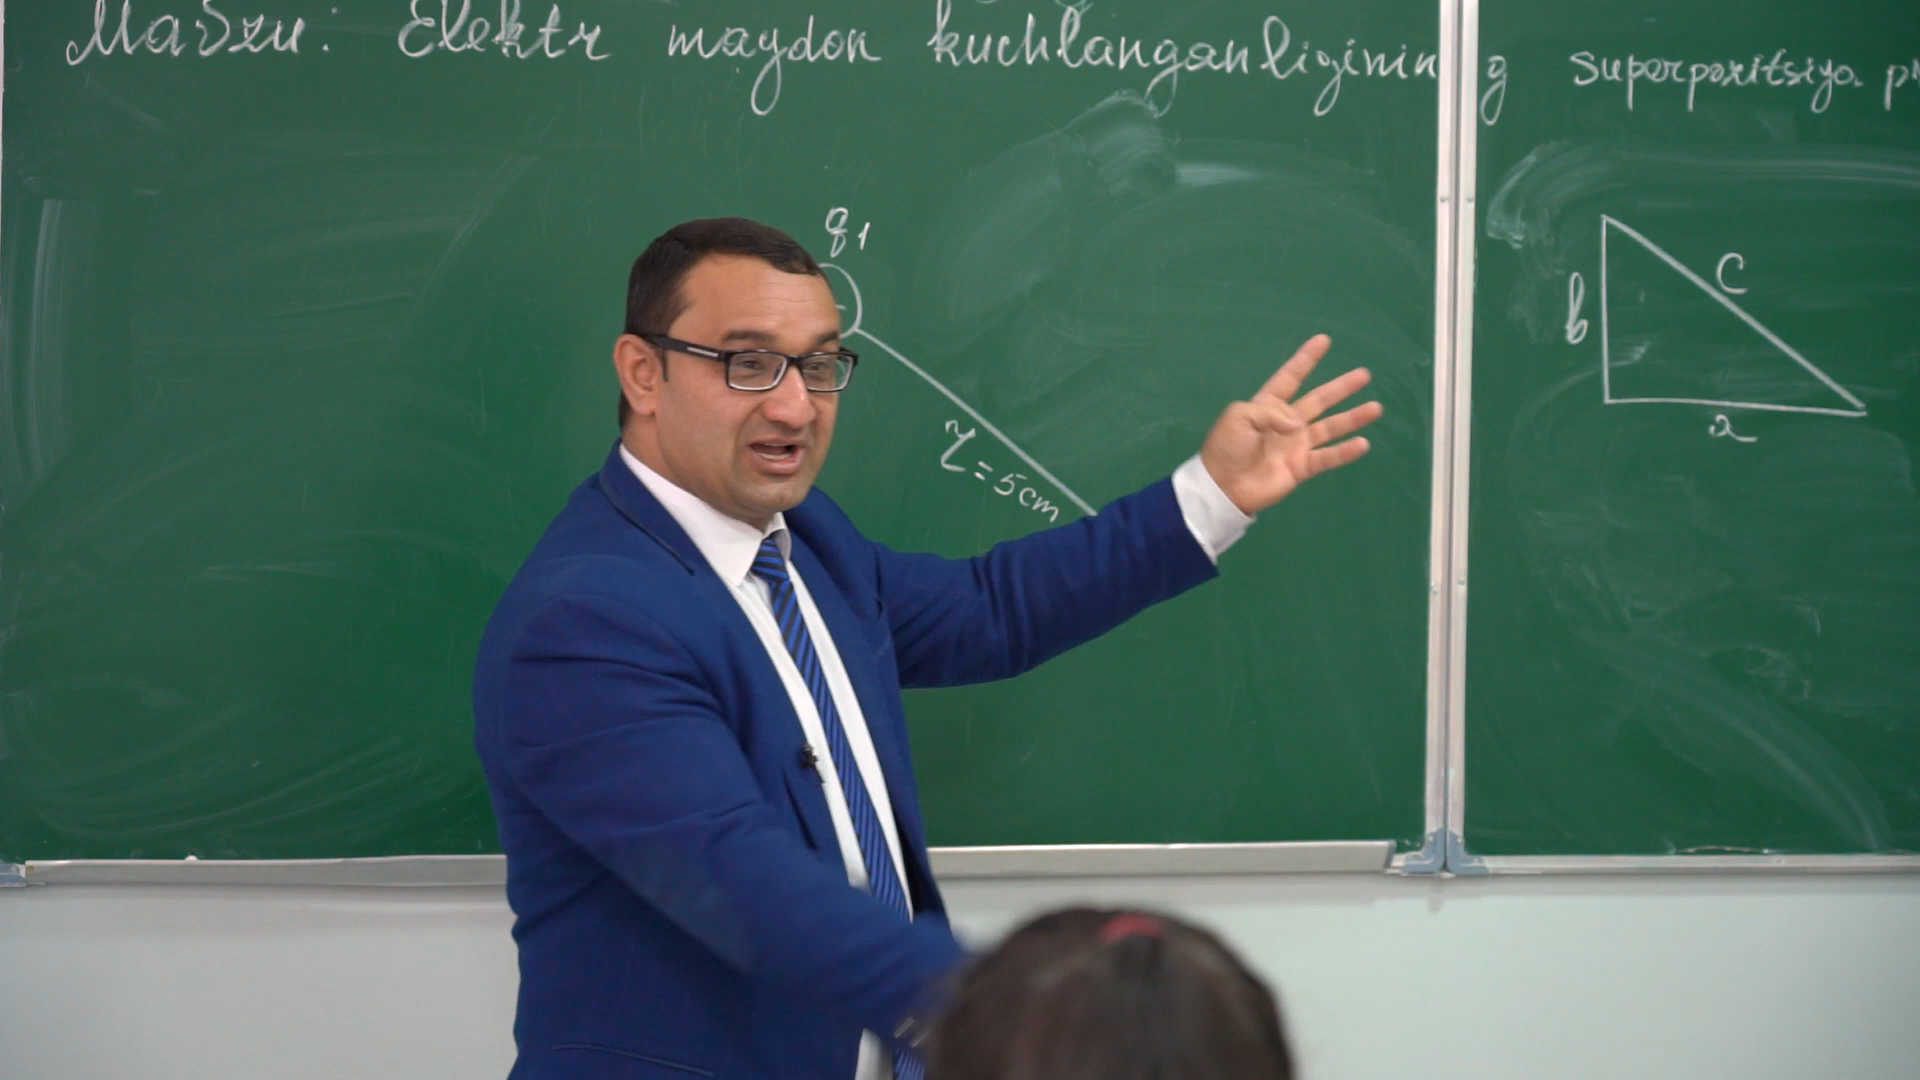 Mavzu: Elektr maydon kuchlanganligining superpozitsiya
q1
r=5cm
b
C
a